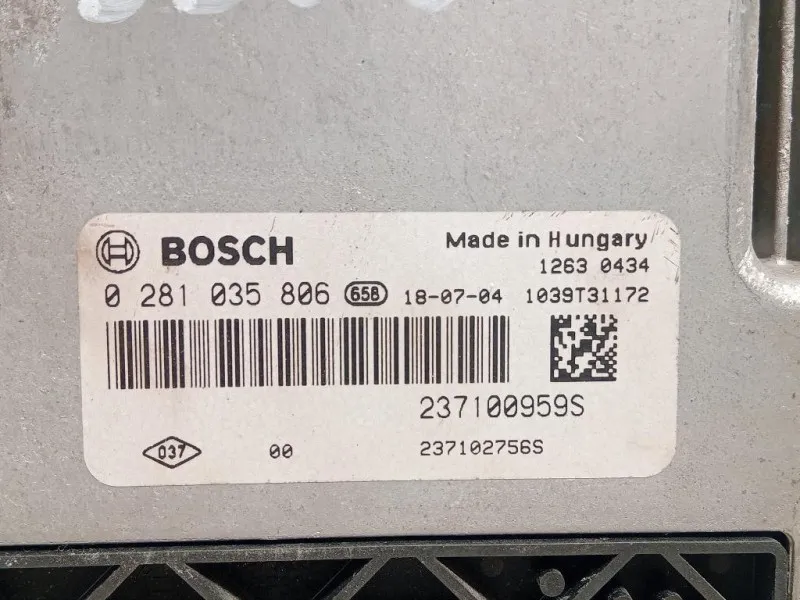 BOSCH
Made in Hungary
1263 0434
0 281 035 806 658 18-07-04 1039T31172
237100959S
037 00 237102756S